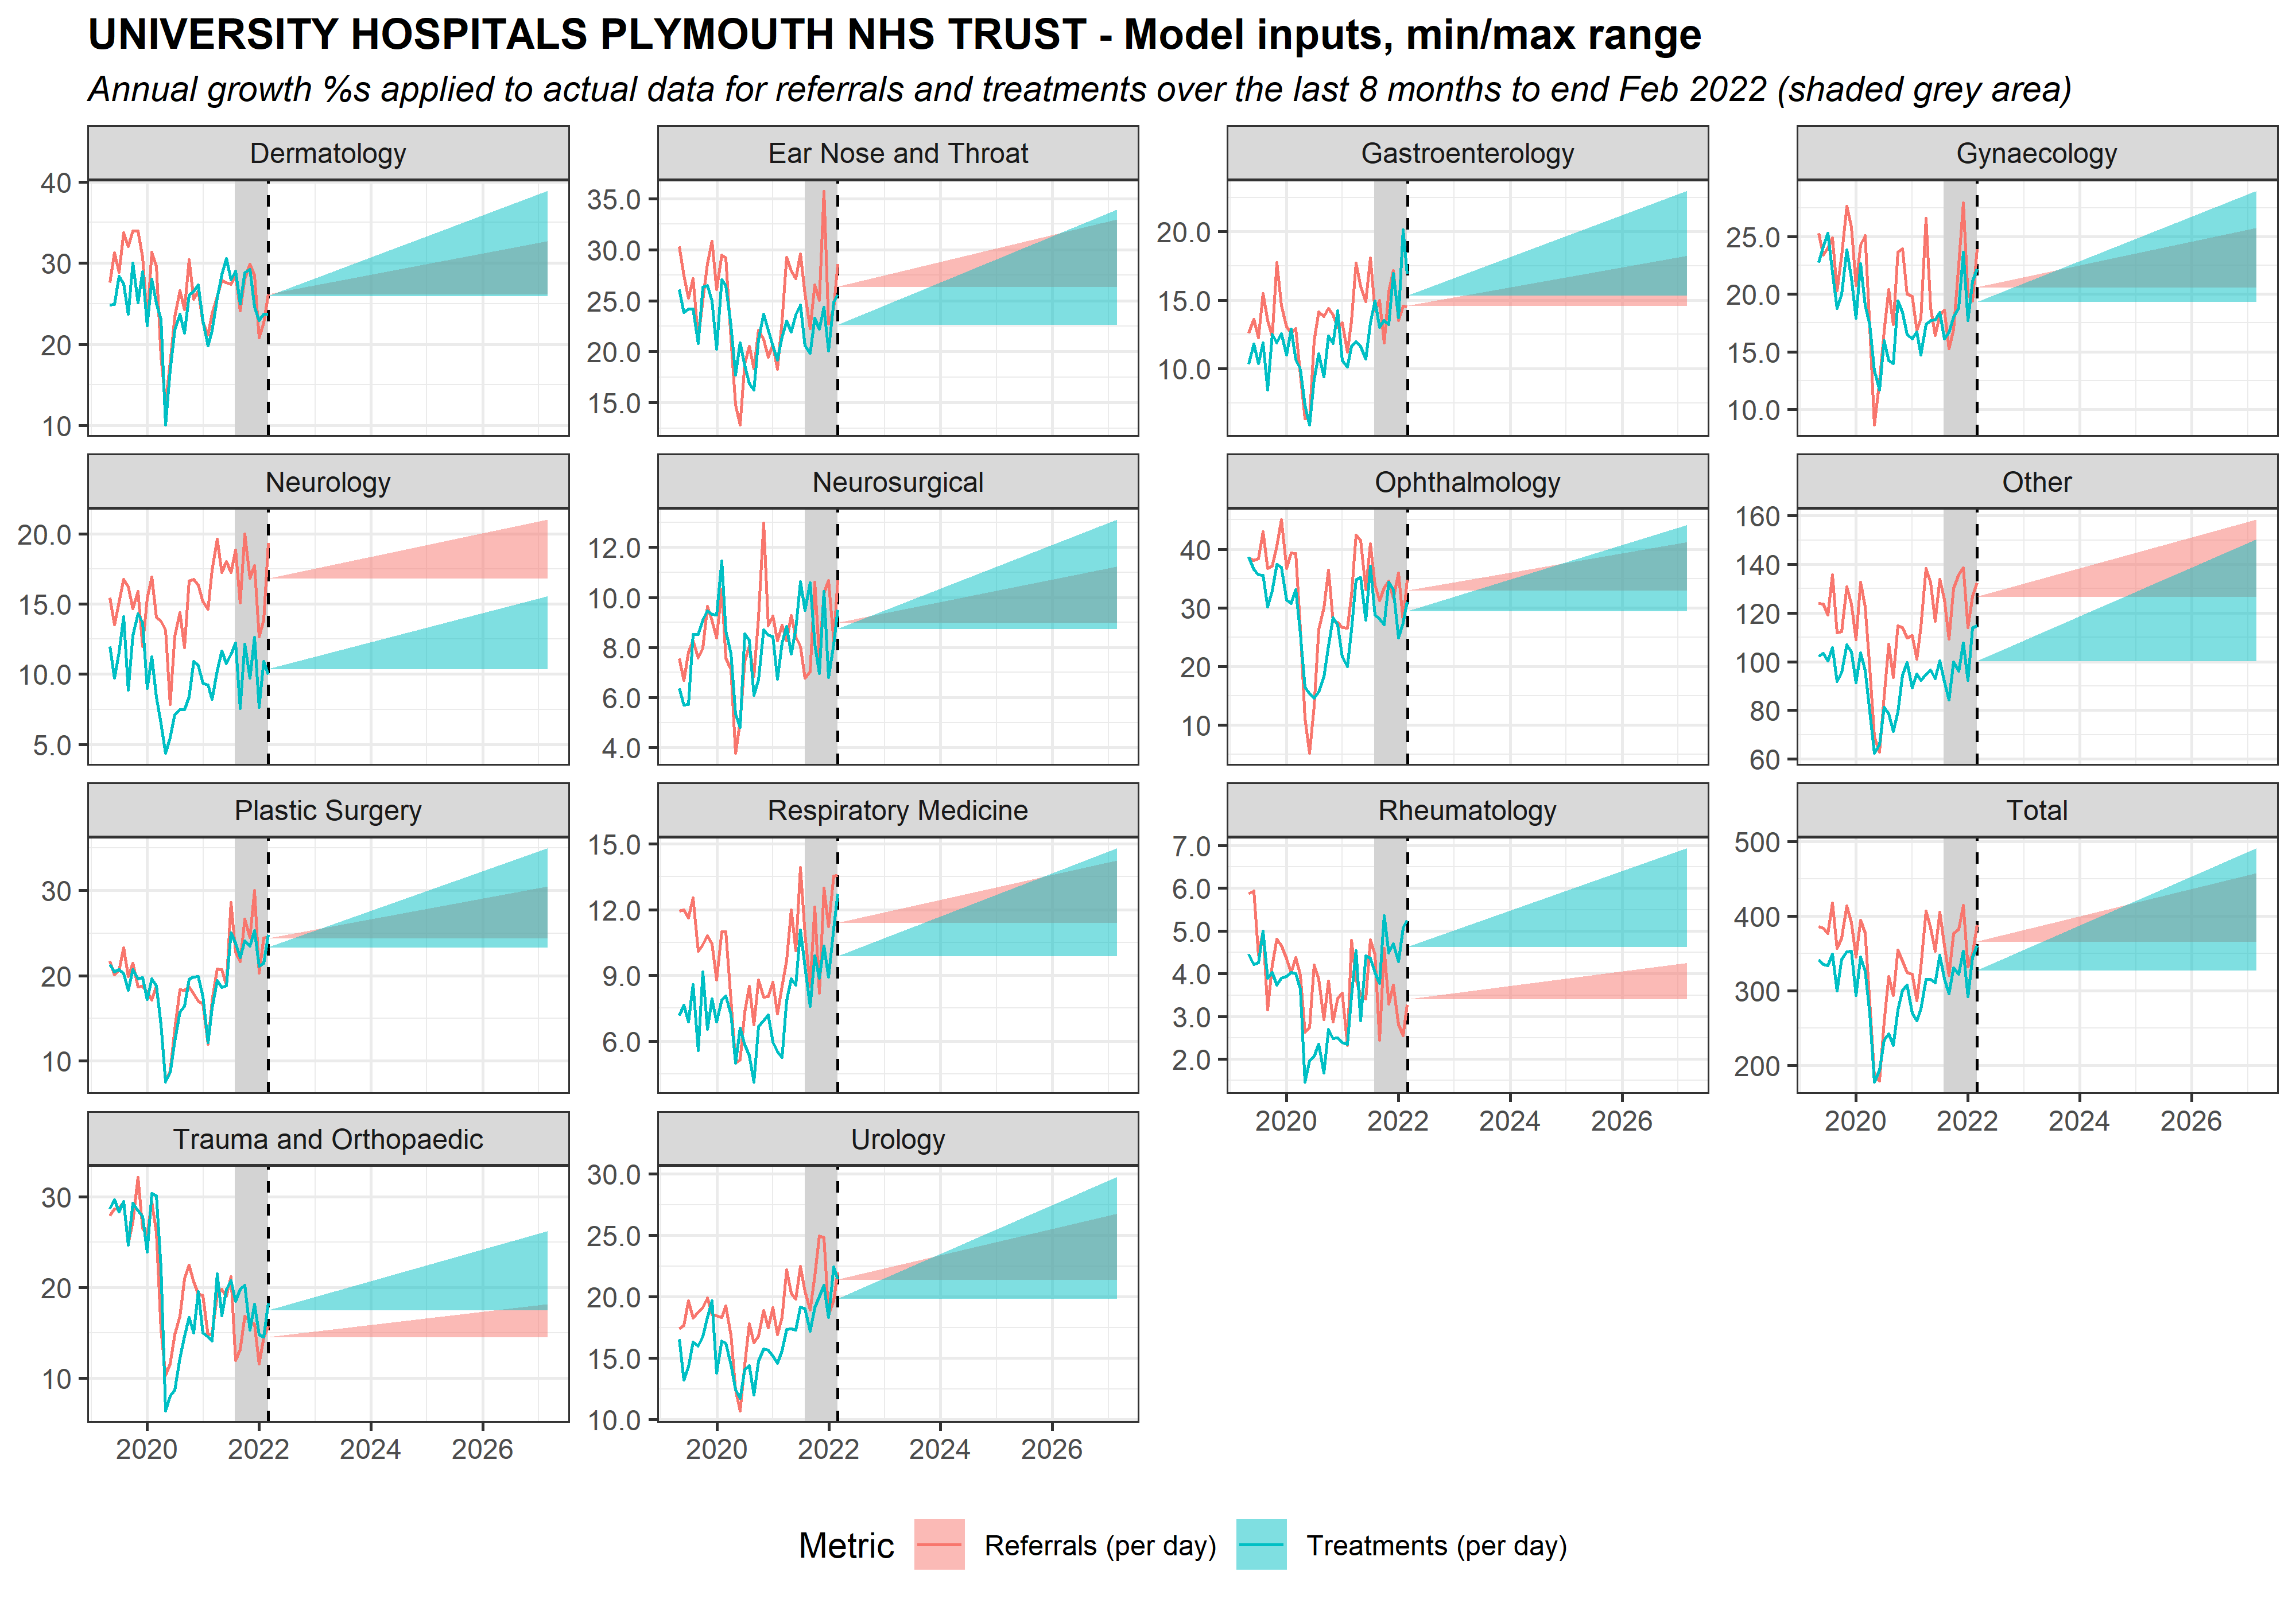 UNIVERSITY HOSPITALS PLYMOUTH NHS TRUST - Model inputs, min/max range
Annual growth %s applied to actual data for referrals and treatments over the last 8 months to end Feb 2022 (shaded grey area)
Dermatology
40
30
20
10
Ear Nose and Throat
35.0
30.0
25.0
20.0
15.0
Gastroenterology
20.0
15.0
10.0
Gynaecology
25.0
20.0
15.0
10.0
Neurology
20.0
15.0
10.0
5.0
Neurosurgical
12.0
10.0
8.0
6.0
4.0
Ophthalmology
40
30
20
10
Other
160
140
120
100
80
60
Plastic Surgery
30
20
10
Respiratory Medicine
15.0
12.0
9.0
6.0
Rheumatology
7.0
6.0
5.0
4.0
3.0
2.0
2020 2022 2024 2026
Total
500
400
300
200
2020 2022 2024 2026
Trauma and Orthopaedic
30
20
10
2020 2022 2024 2026
Urology
30.0
25.0
20.0
15.0
10.0
2020 2022 2024 2026
Metric Referrals (per day) Treatments (per day)